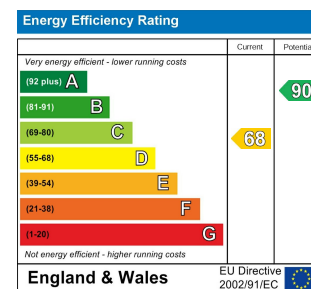 Energy Efficiency Rating
Current Potentia
Very energy efficient - lower running costs
(92 plus) A
(81-91) B
(69-80) C
(55-68) D
(39-54) E
(21-38) F
(1-20) G
68
90
Not energy efficient - higher running costs
England & Wales
EU Directive
2002/91/EC